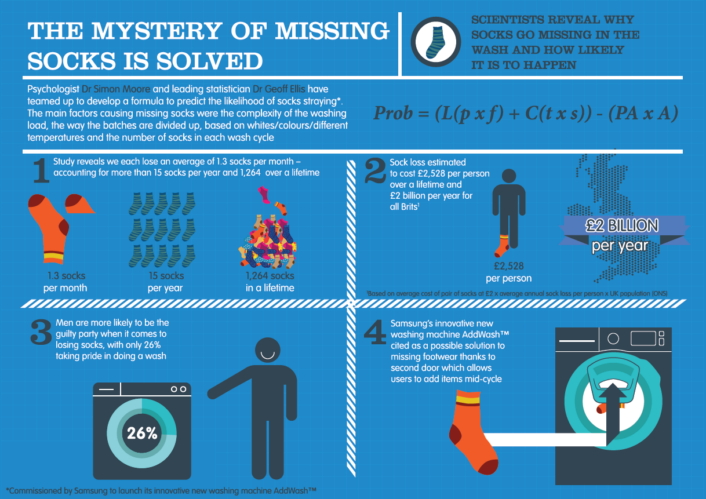 THE MYSTERY OF MISSING
SOCKS IS SOLVED
SCIENTISTS REVEAL WHY
SOCKS GO MISSING IN THE
WASH AND HOW LIKELY
IT IS TO HAPPEN
Psychologist Dr Simon Moore and leading statistician Dr Geoff Ellis have
teamed up to develop a formula to predict the likelihood of socks straying*.
The main factors causing missing socks were the complexity of the washing
load, the way the batches are divided up, based on whites/colours/different
temperatures and the number of socks in each wash cycle
Prob = (L(p x f) + C(t x s)) - (PA x A)
1
Study reveals we each lose an average of 1.3 socks per month –
accounting for more than 15 socks per year and 1,264 over a lifetime
1.3 socks
per month
15 socks
per year
1,264 socks
in a lifetime
2
Sock loss estimated
to cost £2,528 per person
over a lifetime and
£2 billion per year for
all Brits¹
£2,528
per person
£2 BILLION
per year
¹Based on average cost of pair of socks at £2 x average annual sock loss per person x UK population (ONS)
3
Men are more likely to be the
guilty party when it comes to
losing socks, with only 26%
taking pride in doing a wash
26%
4
Samsung's innovative new
washing machine AddWash™
cited as a possible solution to
missing footwear thanks to
second door which allows
users to add items mid-cycle
*Commissioned by Samsung to launch its innovative new washing machine AddWash™